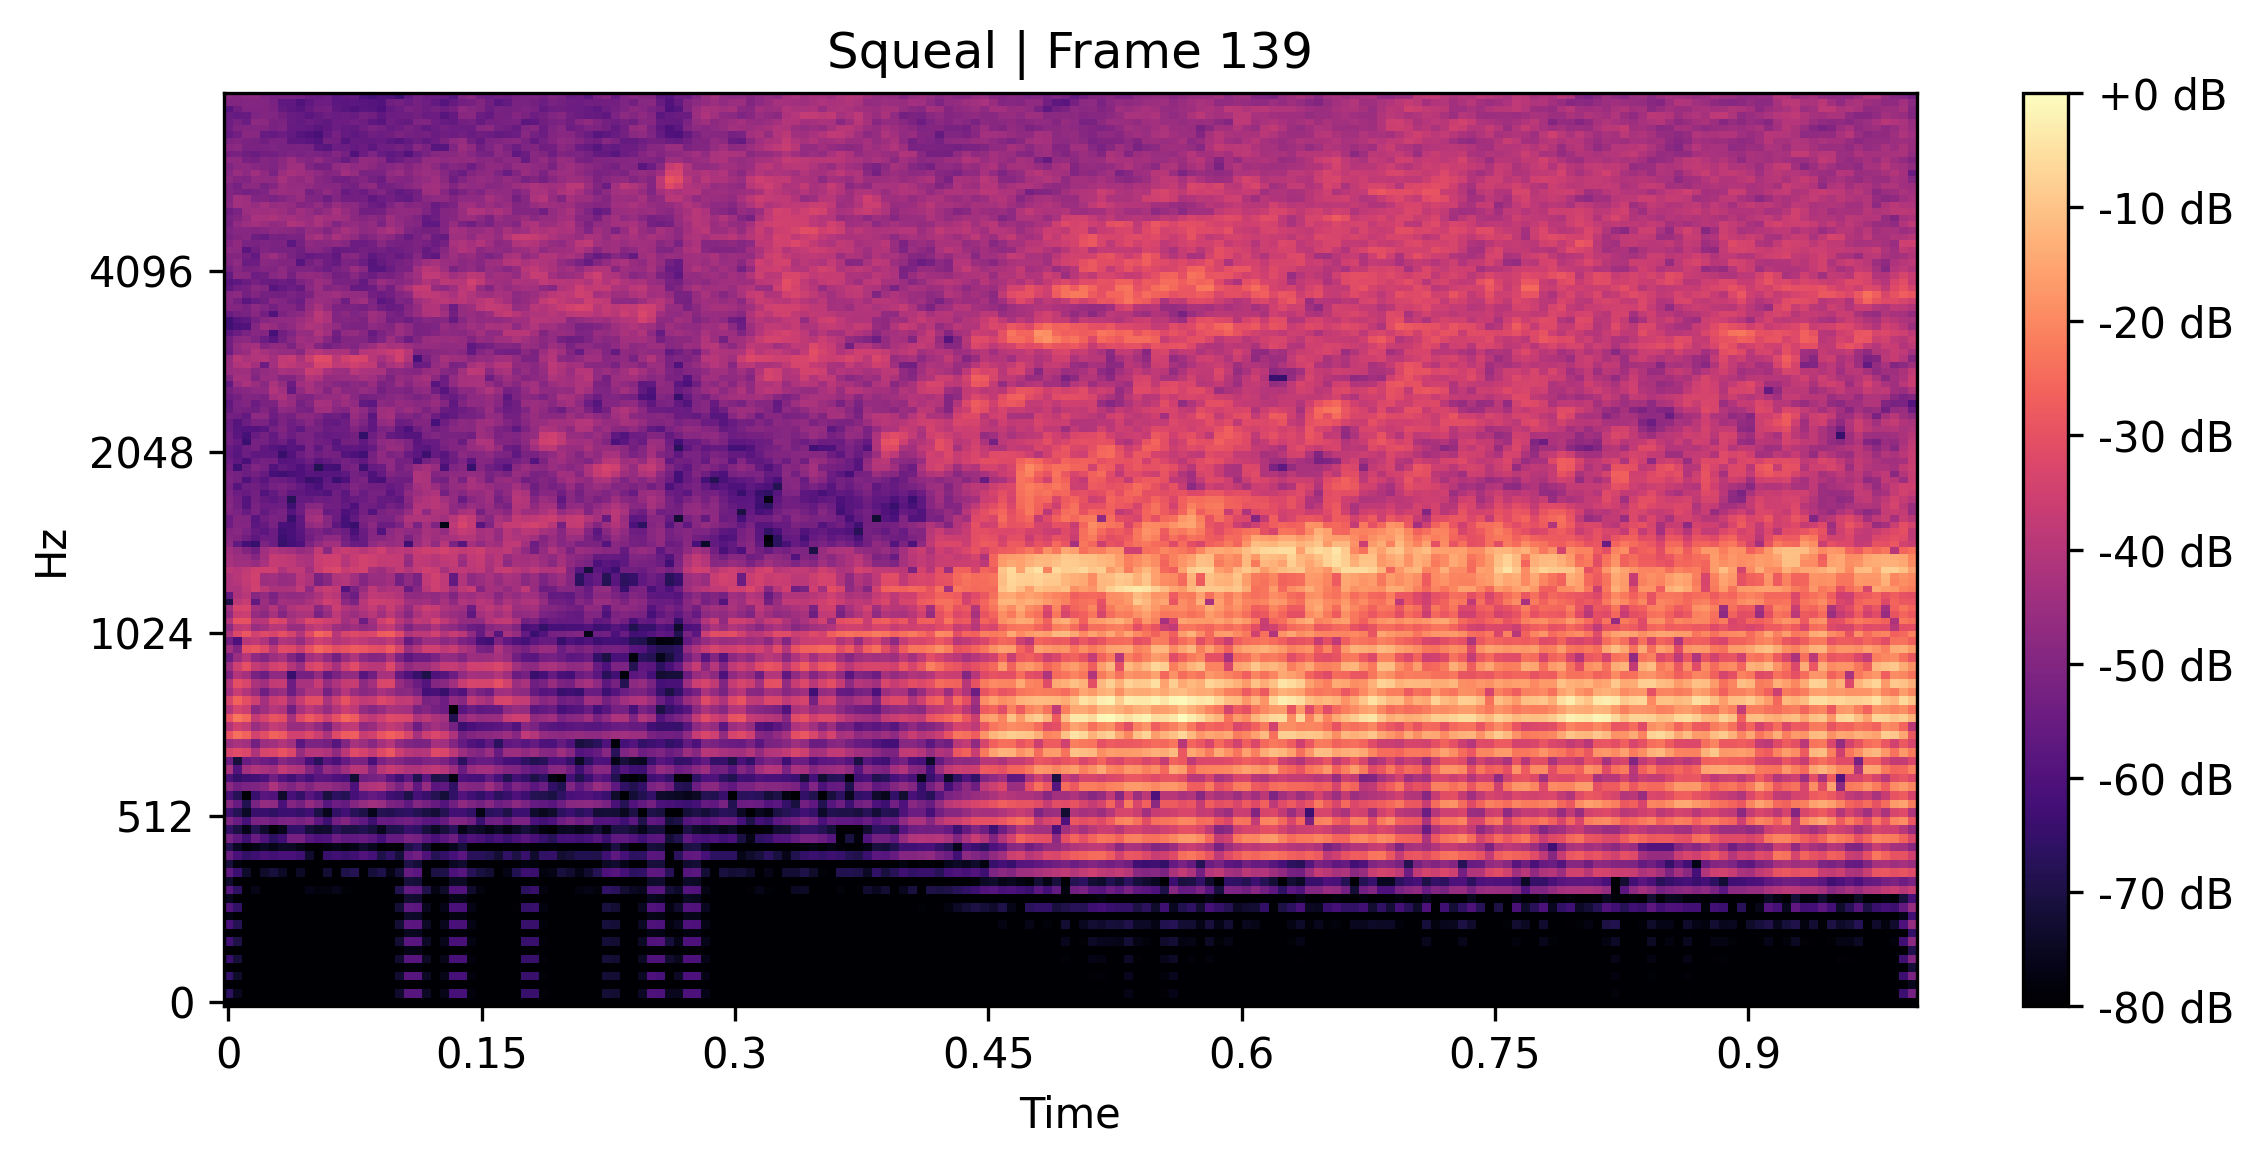 Squeal | Frame 139
+0 dB
-10 dB
-20 dB
-30 dB
-40 dB
-50 dB
-60 dB
-70 dB
-80 dB
Hz
4096
2048
1024
512
0
0 0.15 0.3 0.45 0.6 0.75 0.9
Time